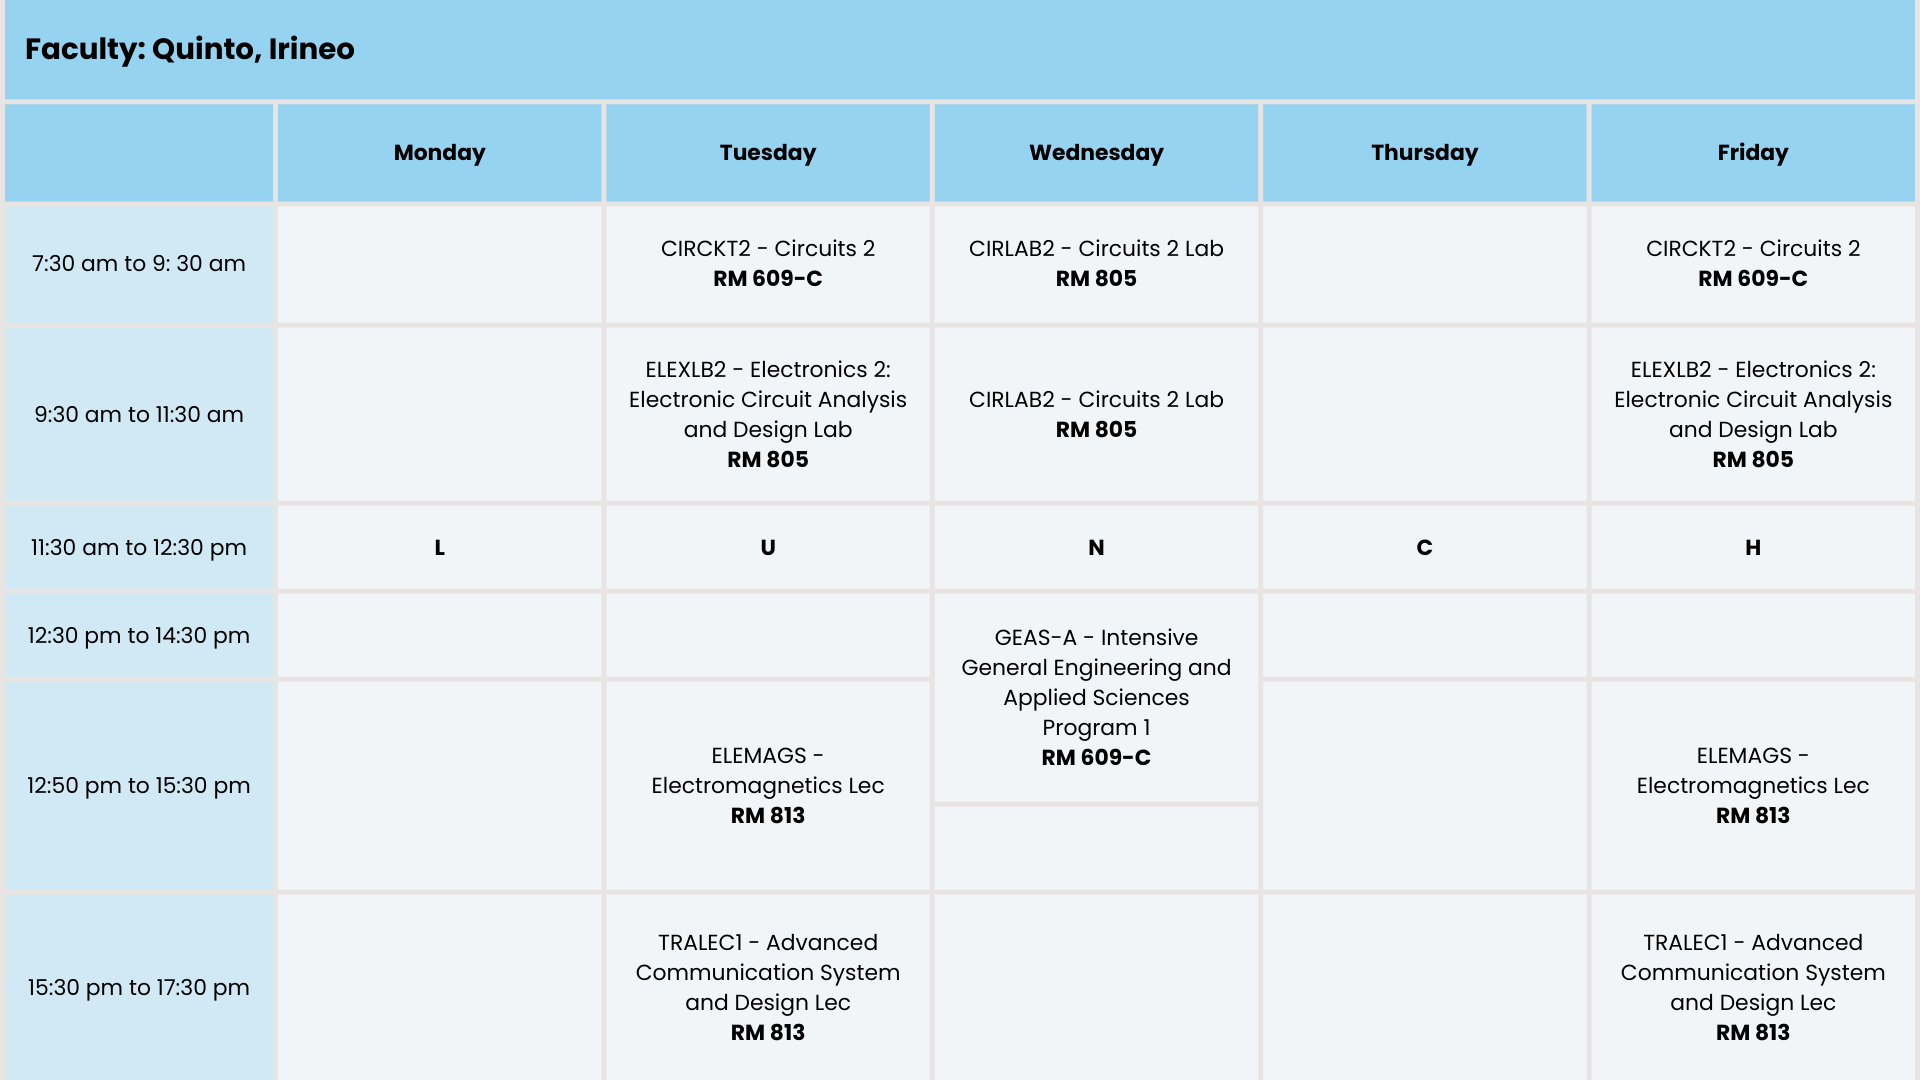 Faculty: Quinto, Irineo
Monday
Tuesday
Wednesday
Thursday
Friday
7:30 am to 9: 30 am
CIRCKT2 - Circuits 2
RM 609-C
CIRLAB2 - Circuits 2 Lab
RM 805
CIRCKT2 - Circuits 2
RM 609-C
9:30 am to 11:30 am
ELEXLB2 - Electronics 2:
Electronic Circuit Analysis
and Design Lab
RM 805
CIRLAB2 - Circuits 2 Lab
RM 805
ELEXLB2 - Electronics 2:
Electronic Circuit Analysis
and Design Lab
RM 805
11:30 am to 12:30 pm
L
U
N
C
H
12:30 pm to 14:30 pm
GEAS-A - Intensive
General Engineering and
Applied Sciences
Program 1
RM 609-C
12:50 pm to 15:30 pm
ELEMAGS -
Electromagnetics Lec
RM 813
ELEMAGS -
Electromagnetics Lec
RM 813
15:30 pm to 17:30 pm
TRALEC1 - Advanced
Communication System
and Design Lec
RM 813
TRALEC1 - Advanced
Communication System
and Design Lec
RM 813